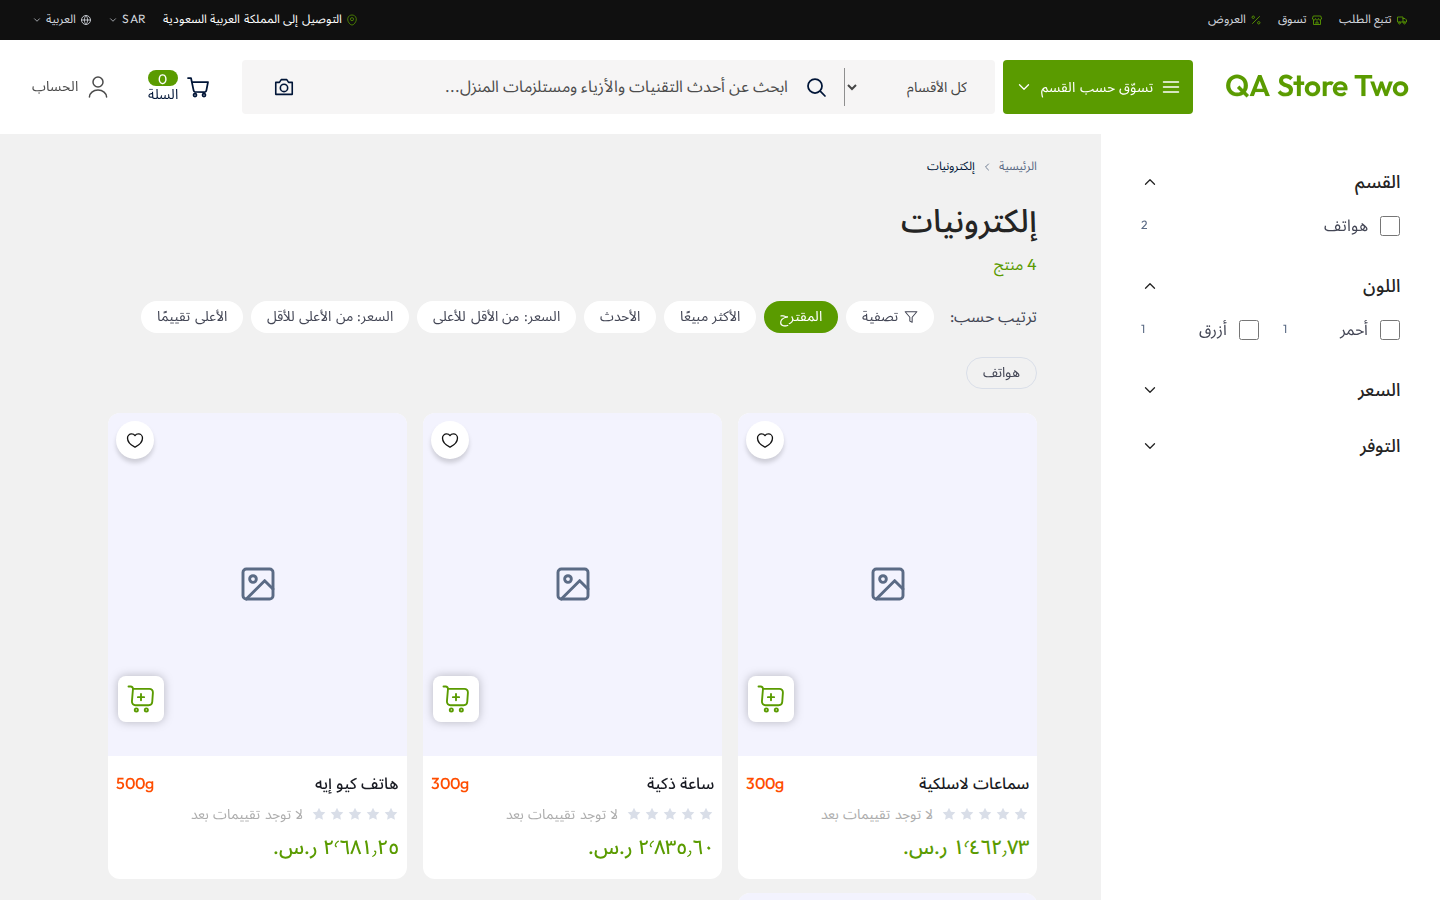 تتبع الطلب
تسوق
العروض
التوصيل إلى المملكة العربية السعودية
SAR
العربية
QA Store Two
تسوّق حسب القسم
كل الأقسام
ابحث عن أحدث التقنيات والأزياء ومستلزمات المنزل...
0
السلة
الحساب
القسم
هواتف
2
اللون
أحمر
1
أزرق
1
السعر
التوفر
الرئيسية
إلكترونيات
إلكترونيات
4 منتج
ترتيب حسب:
تصفية
المقترح
الأكثر مبيعًا
الأحدث
السعر: من الأقل للأعلى
السعر: من الأعلى للأقل
الأعلى تقييمًا
هواتف
سماعات لاسلكية
300g
لا توجد تقييمات بعد
١٬٤٦٢٫٧٣ ر.س.
ساعة ذكية
300g
لا توجد تقييمات بعد
٢٬٨٣٥٫٦٠ ر.س.
هاتف كيو إيه
500g
لا توجد تقييمات بعد
٢٬٦٨١٫٢٥ ر.س.